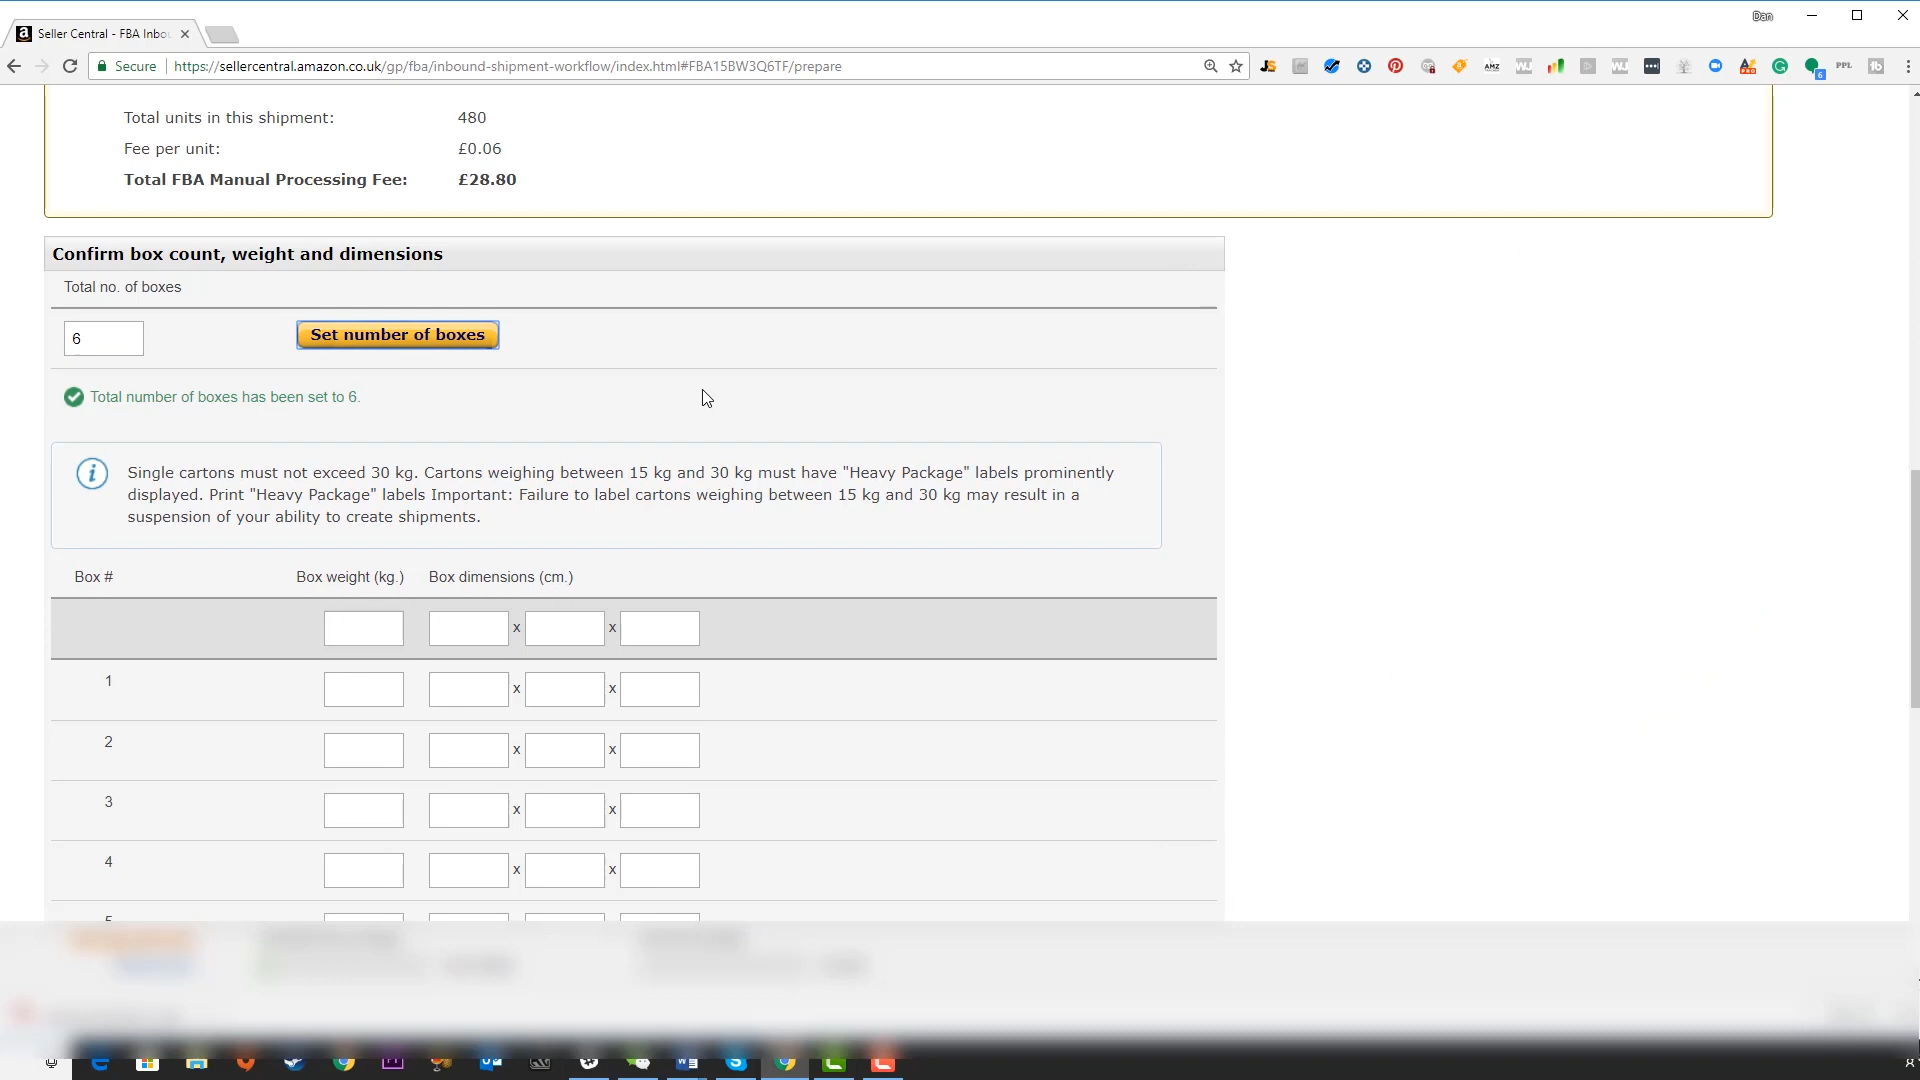 Dan
Seller Central - FBA Inbo
Secure
https://sellercentral.amazon.co.uk/gp/fba/inbound-shipment-workflow/index.html#FBA15BW3Q6TF/prepare
Total units in this shipment: 480
Fee per unit: £0.06
Total FBA Manual Processing Fee: £28.80
Confirm box count, weight and dimensions
Total no. of boxes
6 Set number of boxes
Total number of boxes has been set to 6.
Single cartons must not exceed 30 kg. Cartons weighing between 15 kg and 30 kg must have "Heavy Package" labels prominently
displayed. Print "Heavy Package" labels Important: Failure to label cartons weighing between 15 kg and 30 kg may result in a
suspension of your ability to create shipments.
Box # Box weight (kg.) Box dimensions (cm.)
x x
1 x x
2 x x
3 x x
4 x x
5